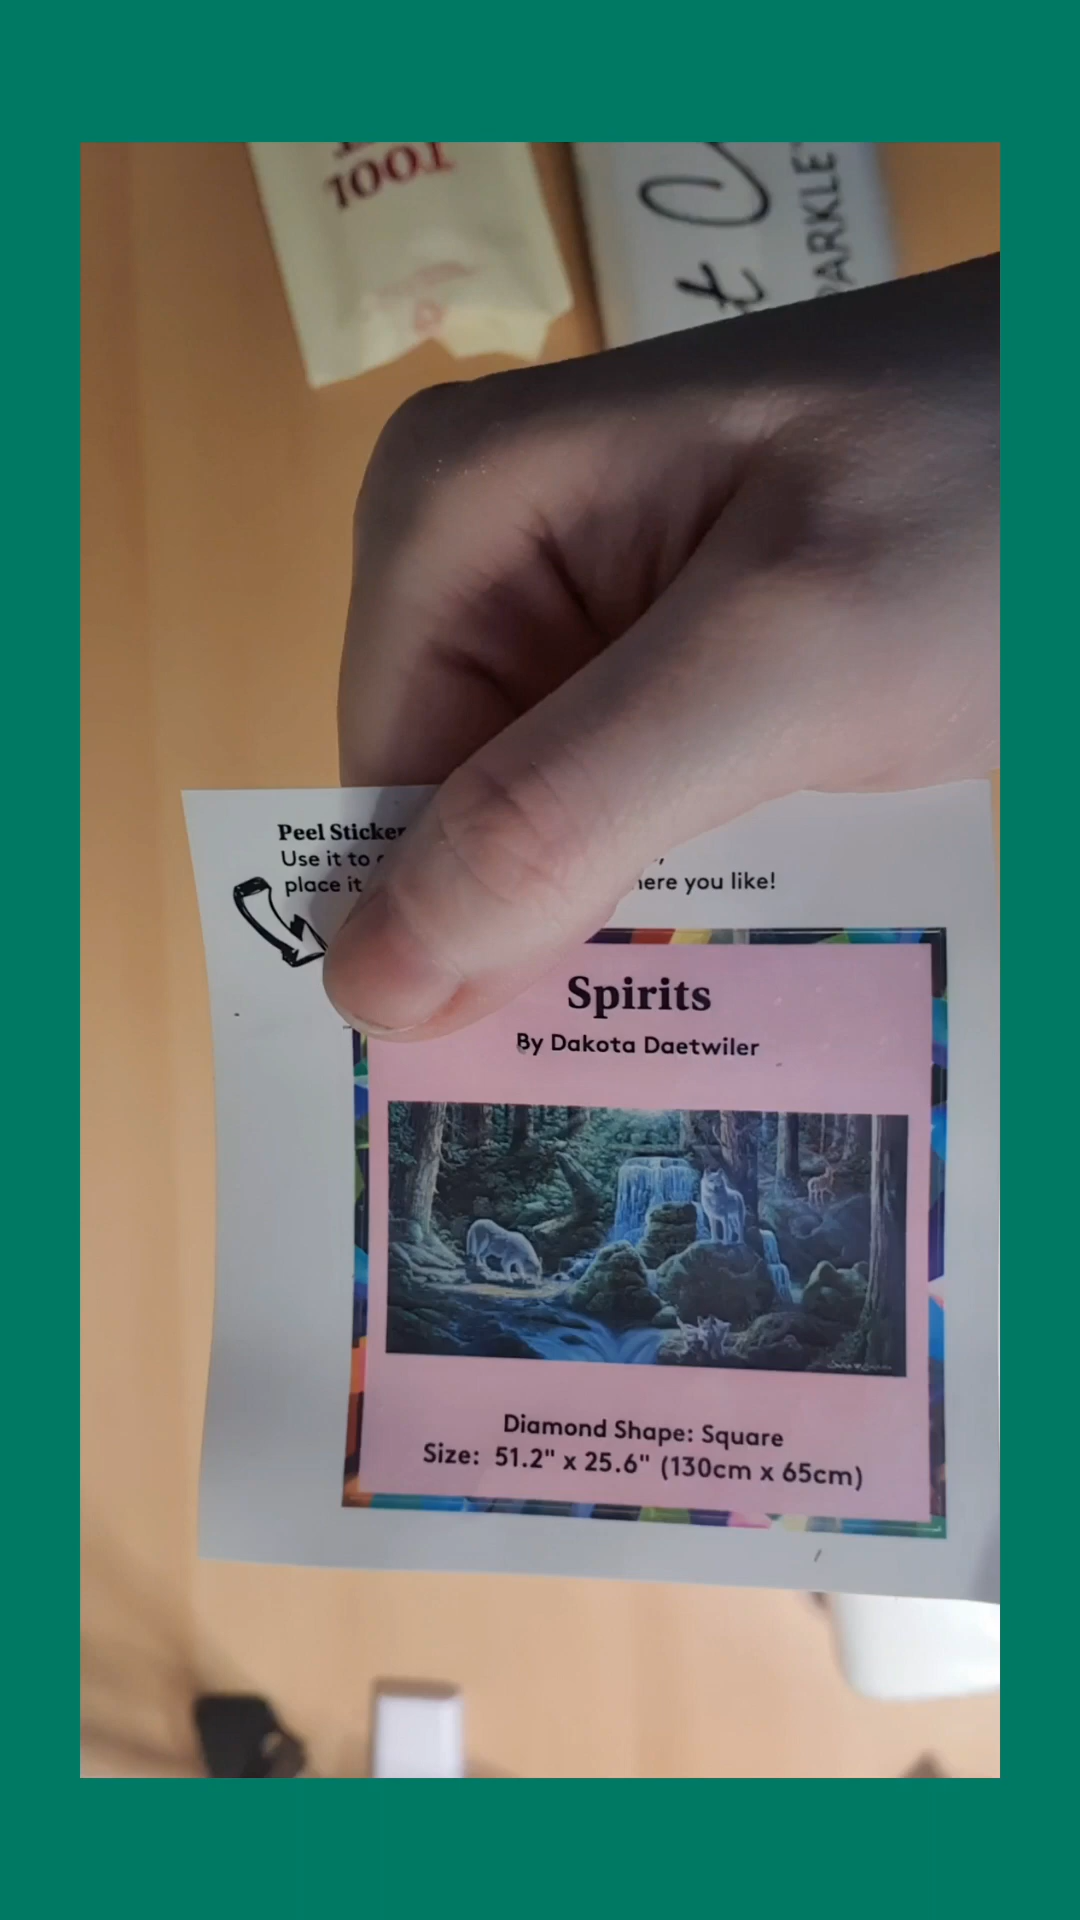 TOOL
t C
PARKLE
Peel Sticker
Use it to
place it here you like!
Spirits
By Dakota Daetwiler
Diamond Shape: Square
Size: 51.2" x 25.6" (130cm x 65cm)